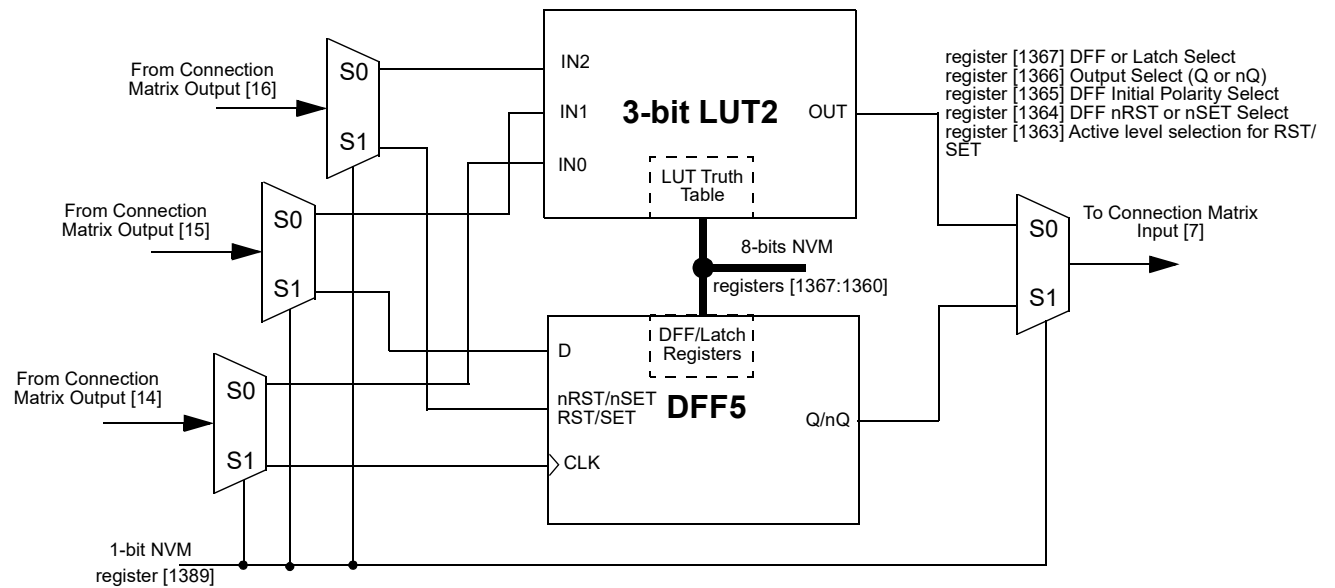 From Connection
Matrix Output [16]
S0
S1
IN2
IN1
IN0
3-bit LUT2
OUT
LUT Truth
Table
register [1367] DFF or Latch Select
register [1366] Output Select (Q or nQ)
register [1365] DFF Initial Polarity Select
register [1364] DFF nRST or nSET Select
register [1363] Active level selection for RST/
SET
From Connection
Matrix Output [15]
S0
S1
8-bits NVM
registers [1367:1360]
S0
S1
To Connection Matrix
Input [7]
From Connection
Matrix Output [14]
S0
S1
D
nRST/nSET
RST/SET
CLK
DFF/Latch
Registers
DFF5
Q/nQ
1-bit NVM
register [1389]